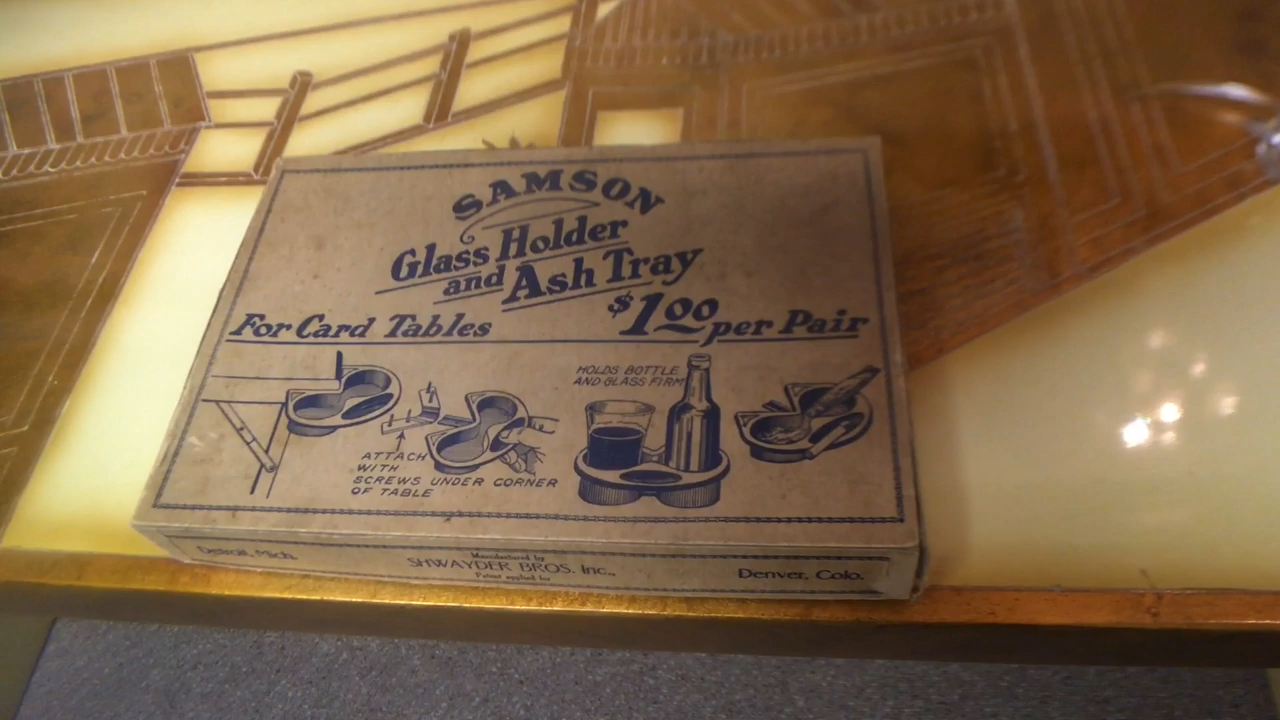 SAMSON
Glass Holder
and Ash Tray
$1.00 per Pair
For Card Tables
HOLDS BOTTLE
AND GLASS FIRM
ATTACH
WITH
SCREWS UNDER CORNER
OF TABLE
Detroit, Mich.
Manufactured by
SHWAYDER BROS. Inc.,
Patent applied for
Denver, Colo.